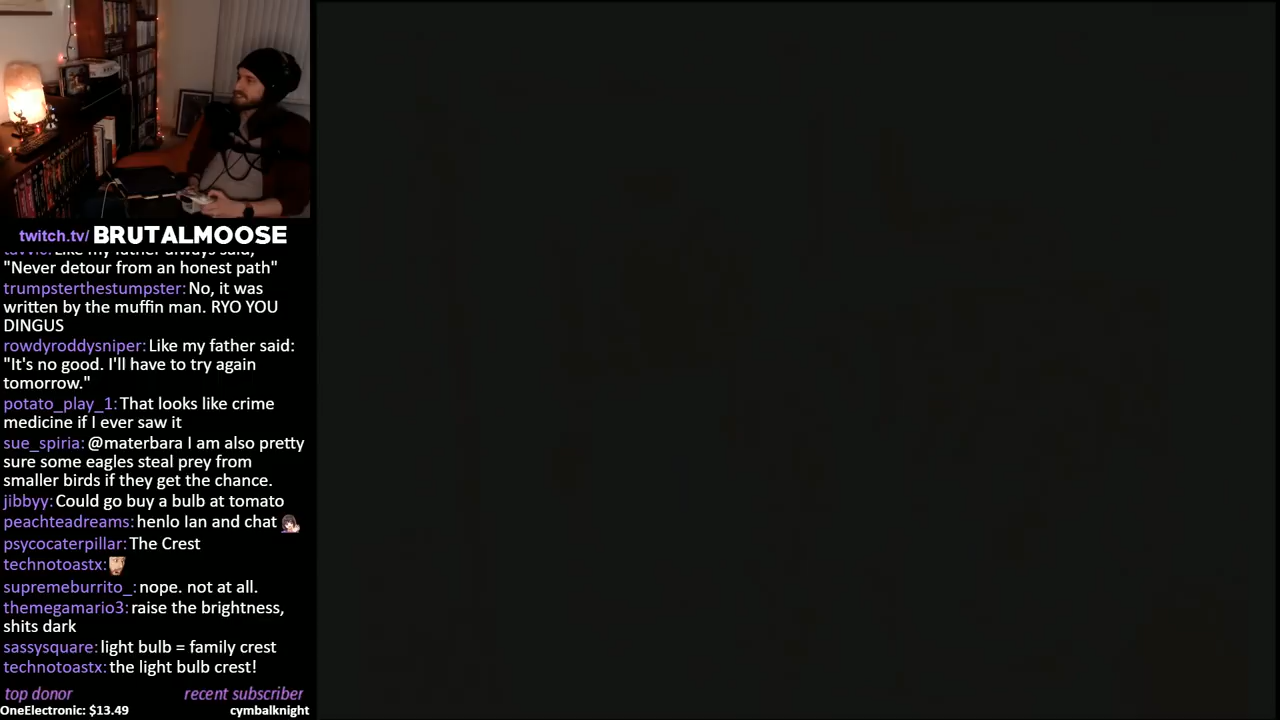 twitch.tv/ BRUTALMOOSE
"Never detour from an honest path"
trumpsterthestumpster: No, it was
written by the muffin man. RYO YOU
DINGUS
rowdyroddysniper: Like my father said:
"It's no good. I'll have to try again
tomorrow."
potato_play_1: That looks like crime
medicine if I ever saw it
sue_spiria: @materbara I am also pretty
sure some eagles steal prey from
smaller birds if they get the chance.
jibbyy: Could go buy a bulb at tomato
peachteadreams: henlo Ian and chat
psycocaterpillar: The Crest
technotoastx:
supremeburrito_: nope. not at all.
themegamario3: raise the brightness,
shits dark
sassysquare: light bulb = family crest
technotoastx: the light bulb crest!
top donor recent subscriber
OneElectronic: $13.49 cymbalknight